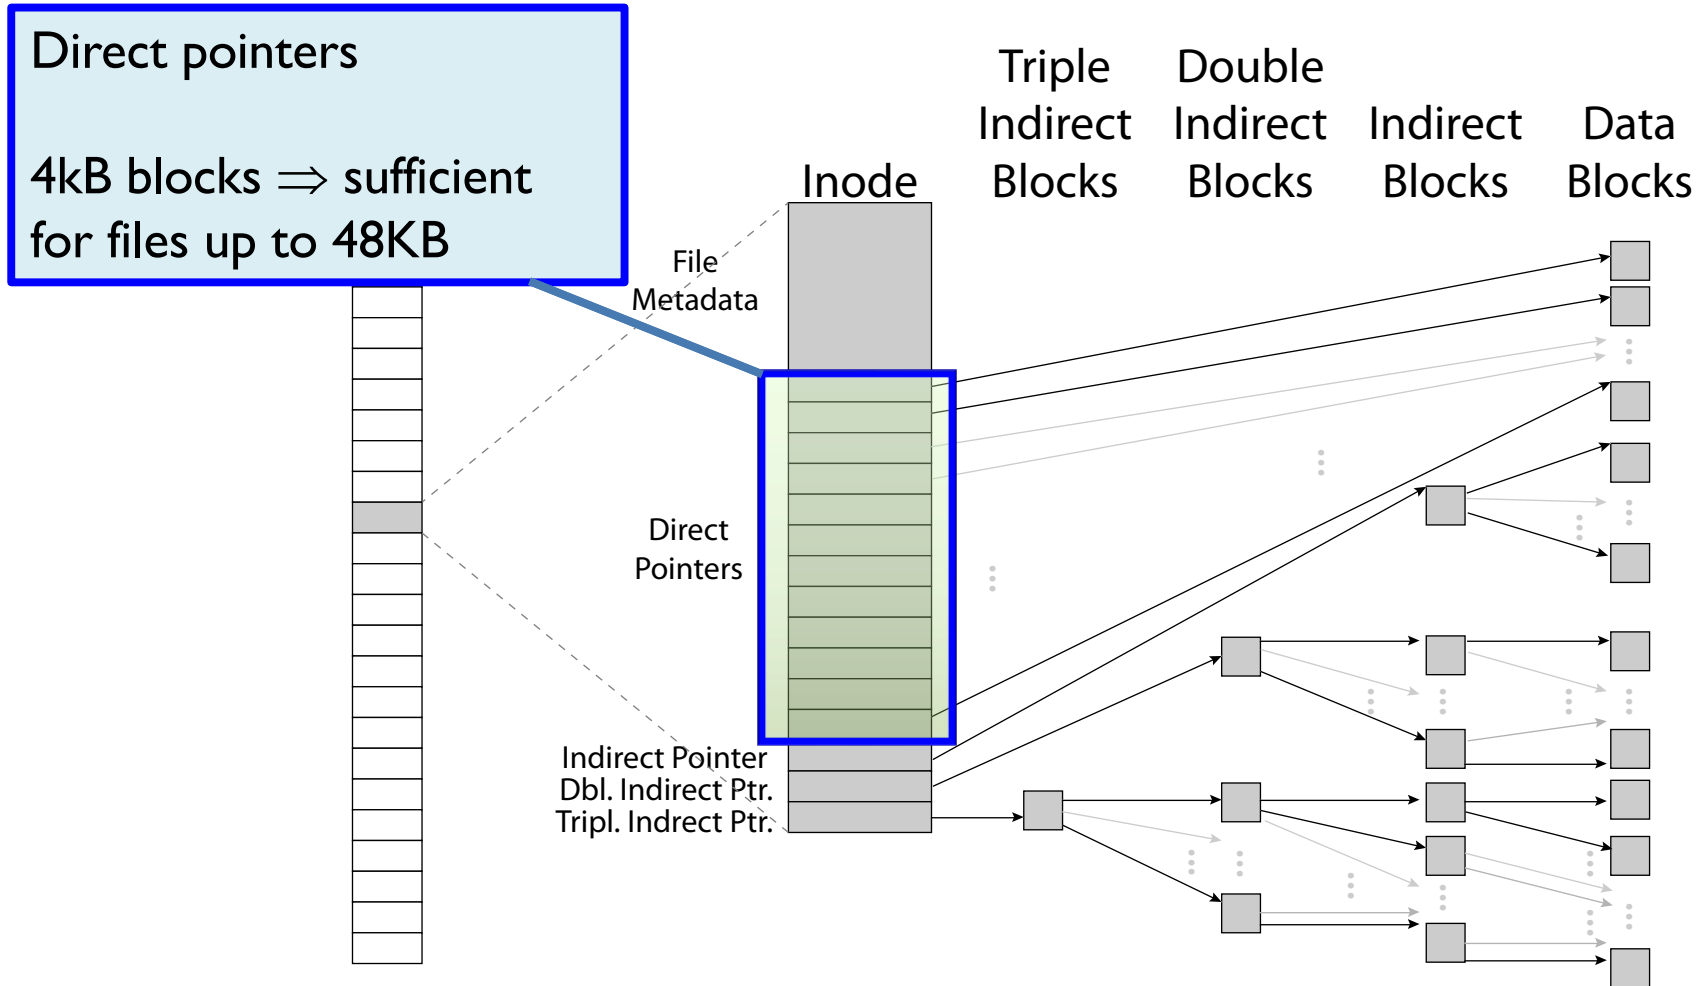 Direct pointers
4kB blocks ⇒ sufficient
for files up to 48KB
Triple
Indirect
Blocks
Double
Indirect
Blocks
Indirect
Blocks
Data
Blocks
Inode
File
Metadata
Direct
Pointers
Indirect Pointer
Dbl. Indirect Ptr.
Tripl. Indrect Ptr.